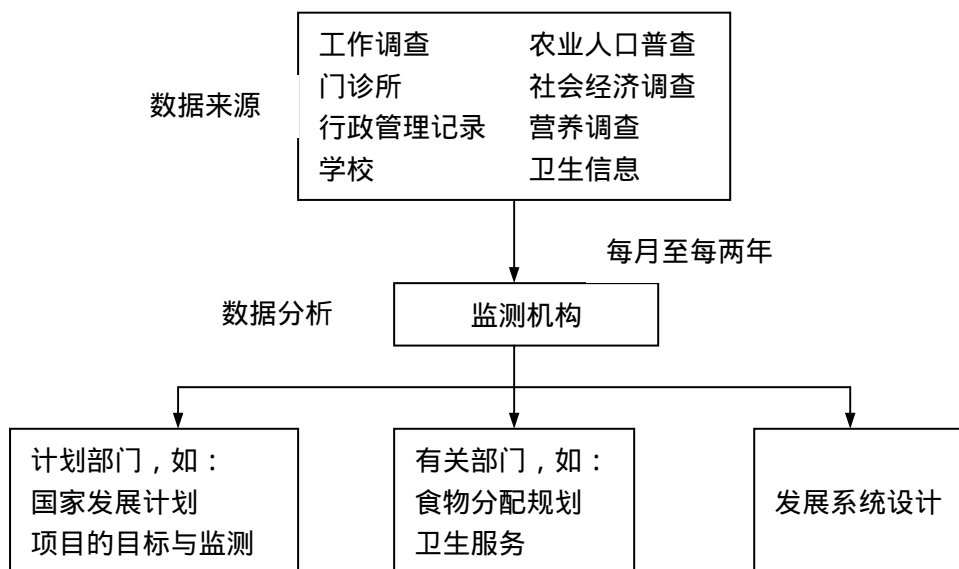 数据来源
工作调查 农业人口普查
门诊所 社会经济调查
行政管理记录 营养调查
学校 卫生信息
每月至每两年
数据分析
监测机构
计划部门，如：
国家发展计划
项目的目标与监测
有关部门，如：
食物分配规划
卫生服务
发展系统设计